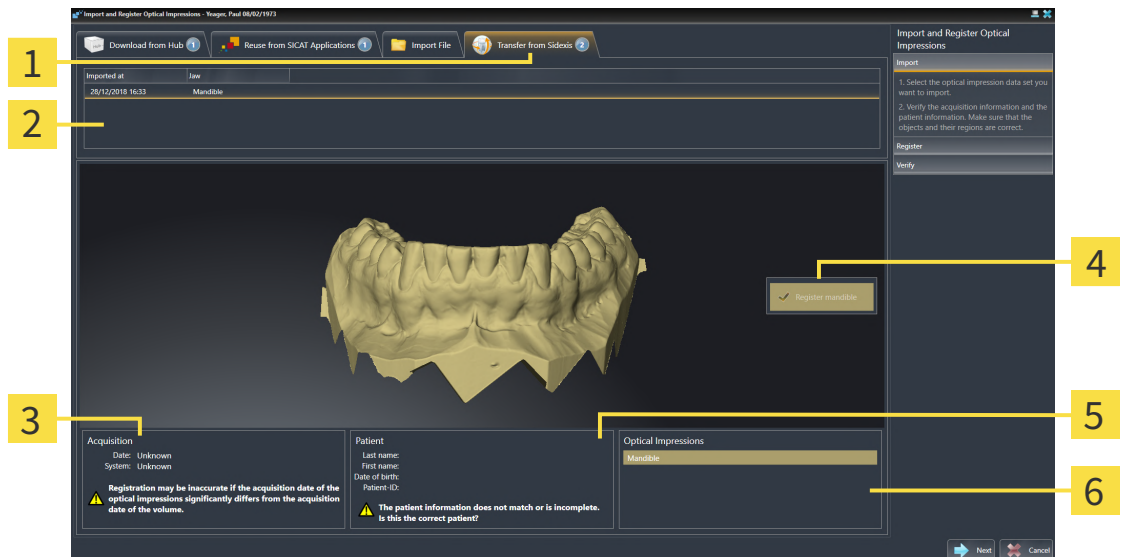 Import and Register Optical Impressions - Yeager, Paul 08/02/1973
Download from Hub 1
Reuse from SICAT Applications 1
Import File
Transfer from Sidexis 2
Imported at
Jaw
28/12/2018 16:33
Mandible
Import and Register Optical
Impressions
Import
1. Select the optical impression data set you
want to import.
2. Verify the acquisition information and the
patient information. Make sure that the
objects and their regions are correct.
Register
Verify
1
2
3
4
5
6
Register mandible
Acquisition
Date: Unknown
System: Unknown
Registration may be inaccurate if the acquisition date of the
optical impressions significantly differs from the acquisition
date of the volume.
Patient
Last name:
First name:
Date of birth:
Patient-ID:
The patient information does not match or is incomplete.
Is this the correct patient?
Optical Impressions
Mandible
Next
Cancel